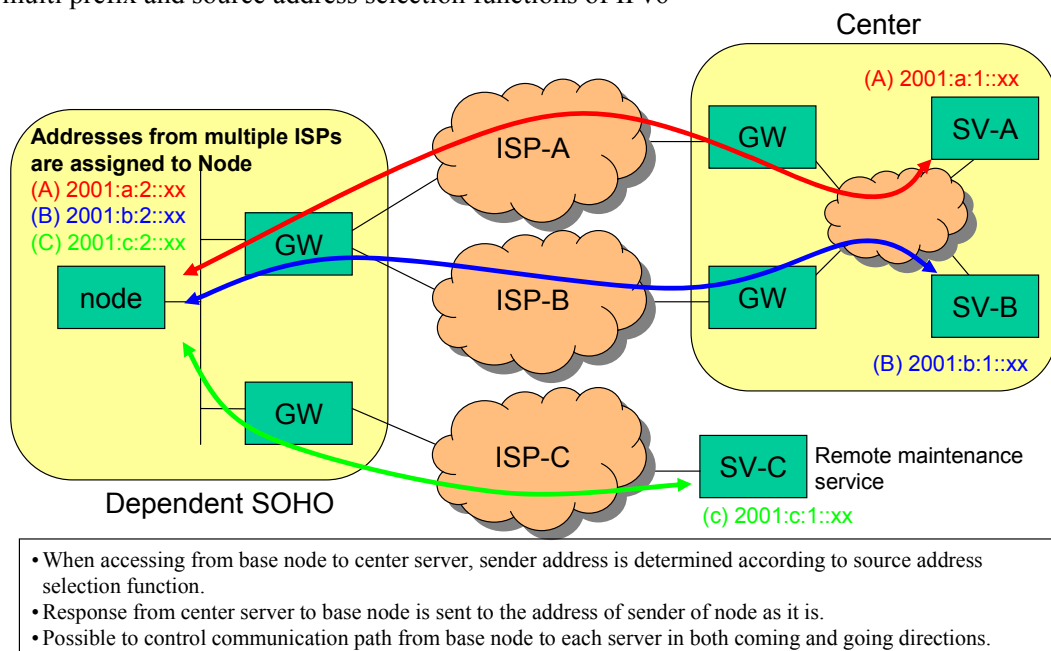 multi prefix and source address selection functions of IPv6
Center
(A) 2001:a:1::xx
Addresses from multiple ISPs
are assigned to Node
(A) 2001:a:2::xx
(B) 2001:b:2::xx
(C) 2001:c:2::xx
ISP-A
GW
SV-A
GW
node
ISP-B
GW
SV-B
(B) 2001:b:1::xx
GW
ISP-C
SV-C
Remote maintenance
service
Dependent SOHO
(c) 2001:c:1::xx
• When accessing from base node to center server, sender address is determined according to source address
selection function.
• Response from center server to base node is sent to the address of sender of node as it is.
• Possible to control communication path from base node to each server in both coming and going directions.